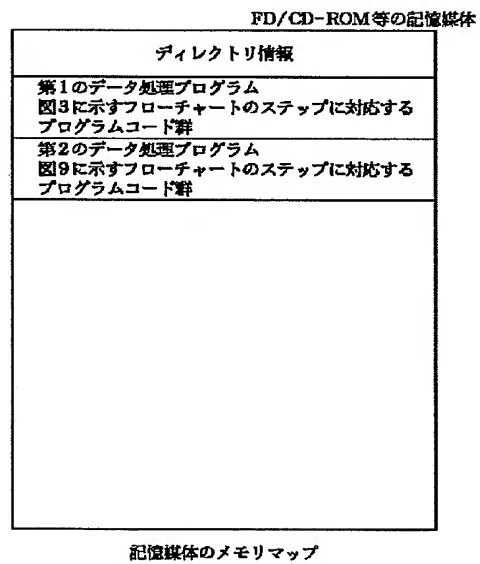 FD/CD-ROM等の記憶媒体
ディレクトリ情報
第1のデータ処理プログラム
図3に示すフローチャートのステップに対応する
プログラムコード群
第2のデータ処理プログラム
図9に示すフローチャートのステップに対応する
プログラムコード群
記憶媒体のメモリマップ